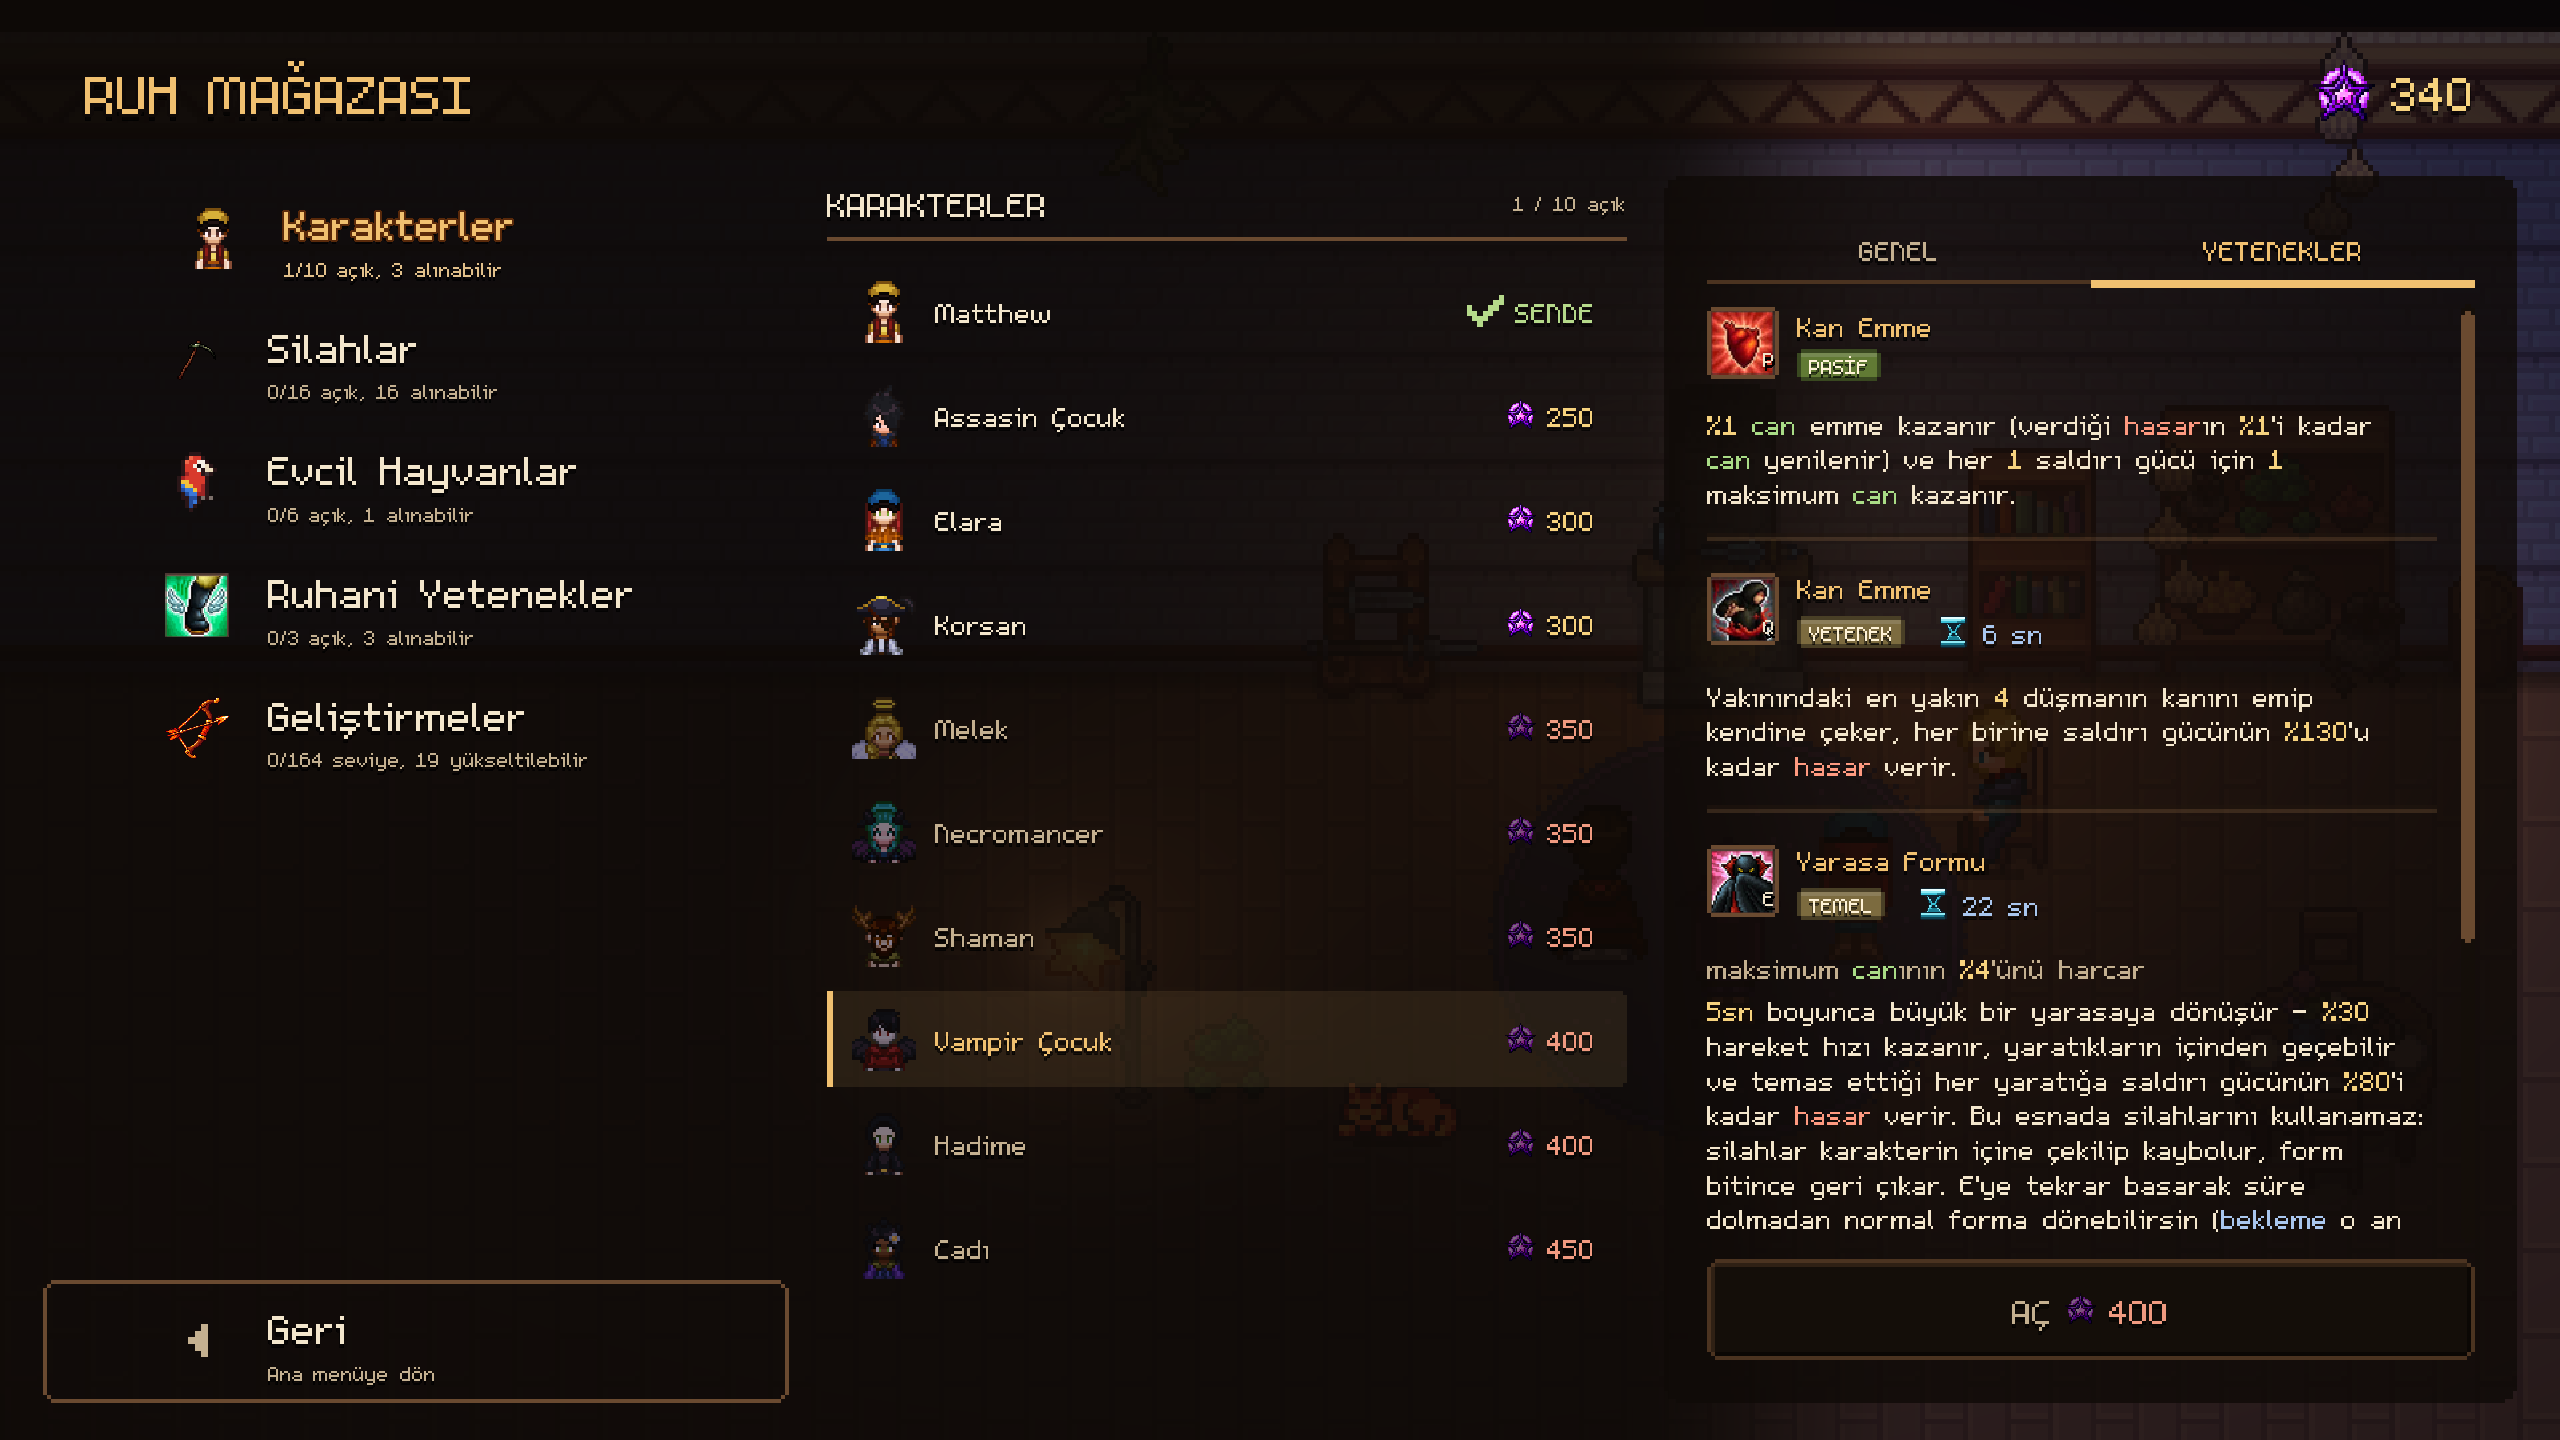 RUH MAĞAZASI
340
Karakterler
1/10 açık, 3 alınabilir
Silahlar
0/16 açık, 16 alınabilir
Evcil Hayvanlar
0/6 açık, 1 alınabilir
Ruhani Yetenekler
0/3 açık, 3 alınabilir
Geliştirmeler
0/164 seviye, 19 yükseltilebilir
Geri
Ana menüye dön
KARAKTERLER
1 / 10 açık
Matthew SENDE
Assasin Çocuk 250
Elara 300
Korsan 300
Melek 350
Necromancer 350
Shaman 350
Vampir Çocuk 400
Hadime 400
Cadı 450
GENEL YETENEKLER
P
Kan Emme
PASİF
%1 can emme kazanır (verdiği hasarın %1'i kadar
can yenilenir) ve her 1 saldırı gücü için 1
maksimum can kazanır.
Q
Kan Emme
YETENEK 6 sn
Yakınındaki en yakın 4 düşmanın kanını emip
kendine çeker, her birine saldırı gücünün %130'u
kadar hasar verir.
E
Yarasa Formu
TEMEL 22 sn
maksimum canının %4'ünü harcar
5sn boyunca büyük bir yarasaya dönüşür - %30
hareket hızı kazanır, yaratıkların içinden geçebilir
ve temas ettiği her yaratığa saldırı gücünün %80'i
kadar hasar verir. Bu esnada silahlarını kullanamaz:
silahlar karakterin içine çekilip kaybolur, form
bitince geri çıkar. E'ye tekrar basarak süre
dolmadan normal forma dönebilirsin (bekleme o an
AÇ 400